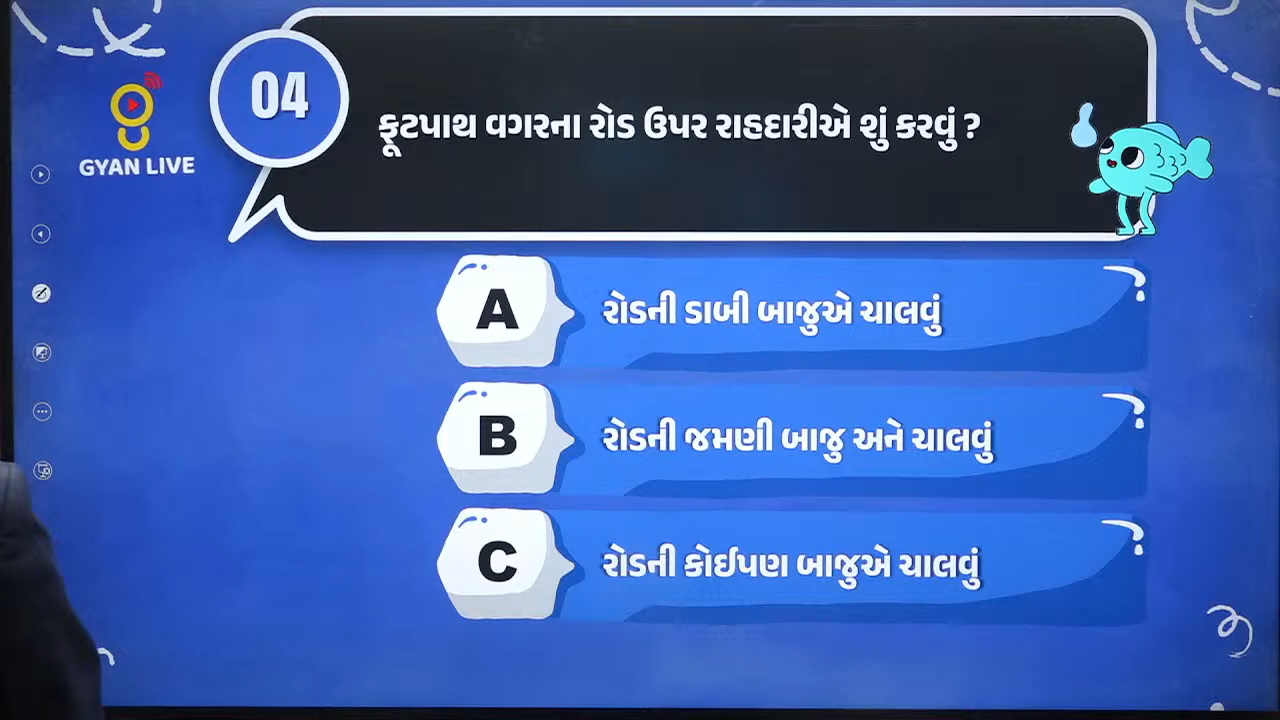 04
ફૂટપાથ વગરના રોડ ઉપર રાહદારીએ શું કરવું ?
GYAN LIVE
A
રોડની ડાબી બાજુએ ચાલવું
B
રોડની જમણી બાજુ અને ચાલવું
C
રોડની કોઈપણ બાજુએ ચાલવું